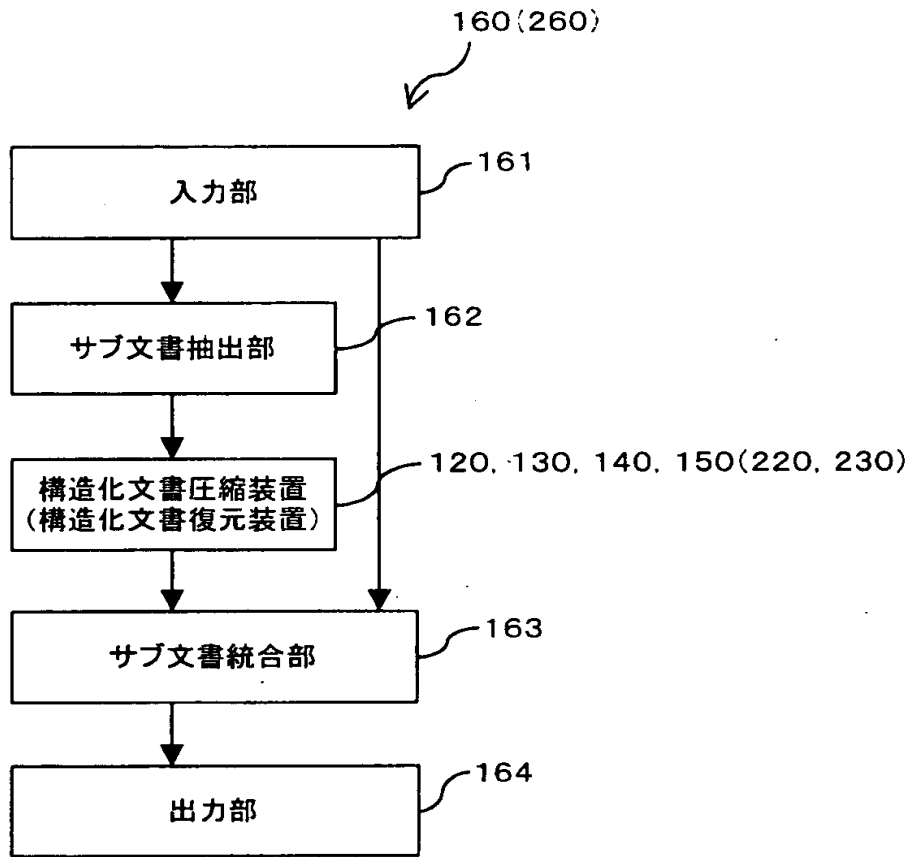 160(260)
161
入力部
162
サブ文書抽出部
120, 130, 140, 150(220, 230)
構造化文書圧縮装置
(構造化文書復元装置)
163
サブ文書統合部
164
出力部